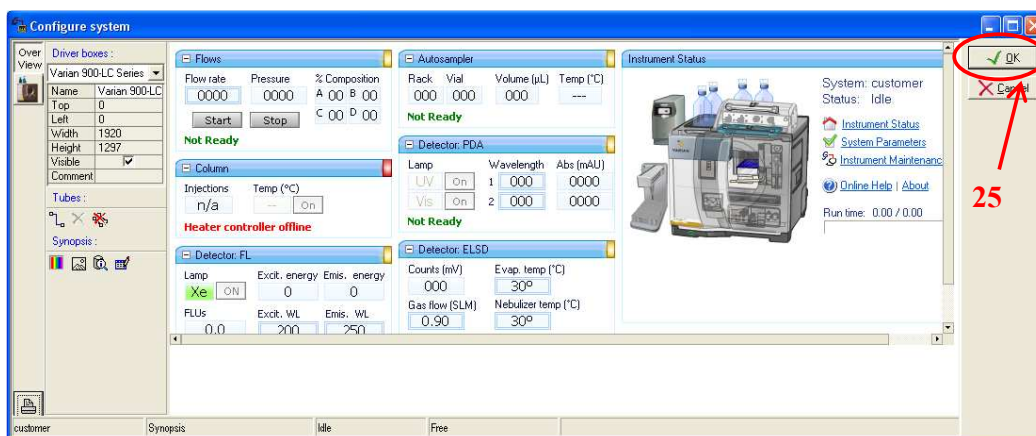 Configure system
Over View
Driver boxes :
Varian 900-LC Series
Name Varian 900-LC
Top 0
Left 0
Width 1920
Height 1297
Visible
Comment
Tubes :
Synopsis :
Flows
Flow rate Pressure % Composition
0000 0000 A 00 B 00
Start Stop C 00 D 00
Not Ready
Column
Injections Temp (°C)
n/a -- On
Heater controller offline
Detector: FL
Lamp Excit. energy Emis. energy
Xe ON 0 0
FLUs Excit. WL Emis. WL
0.0 200 250
Autosampler
Rack Vial Volume (µL) Temp (°C)
000 000 000 ---
Not Ready
Detector: PDA
Lamp Wavelength Abs (mAU)
UV On 1 000 0000
Vis On 2 000 0000
Not Ready
Detector: ELSD
Counts (mV) Evap. temp (°C)
000 30º
Gas flow (SLM) Nebulizer temp (°C)
0.90 30º
Instrument Status
System: customer
Status: Idle
Instrument Status
System Parameters
Instrument Maintenanc
Online Help | About
Run time: 0.00 / 0.00
OK
Cancel
25
customer Synopsis Idle Free